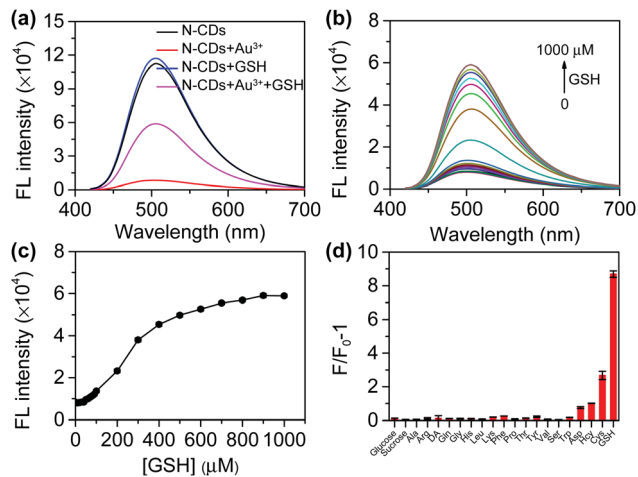 (a)
N-CDs
N-CDs+Au³⁺
N-CDs+GSH
N-CDs+Au³⁺+GSH
FL intensity (×10⁴)
15
12
9
6
3
0
400 500 600 700
Wavelength (nm)
(b)
1000 μM
GSH
0
FL intensity (×10⁴)
8
6
4
2
0
400 500 600 700
Wavelength (nm)
(c)
FL intensity (×10⁴)
8
6
4
2
0
0 200 400 600 800 1000
[GSH] (μM)
(d)
F/F₀-1
10
8
6
4
2
0
Glucose
Sucrose
Ala
Arg
DA
Gln
Gly
His
Leu
Lys
Phe
Pro
Thr
Tyr
Val
Ser
Trp
Asp
Hcy
Cys
GSH